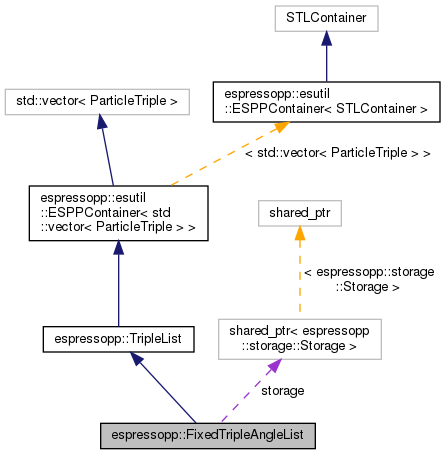 STLContainer
std::vector< ParticleTriple >
espressopp::esutil
::ESPPContainer< STLContainer >
< std::vector< ParticleTriple > >
espressopp::esutil
::ESPPContainer< std
::vector< ParticleTriple > >
shared_ptr
< espressopp::storage
::Storage >
espressopp::TripleList
shared_ptr< espressopp
::storage::Storage >
storage
espressopp::FixedTripleAngleList